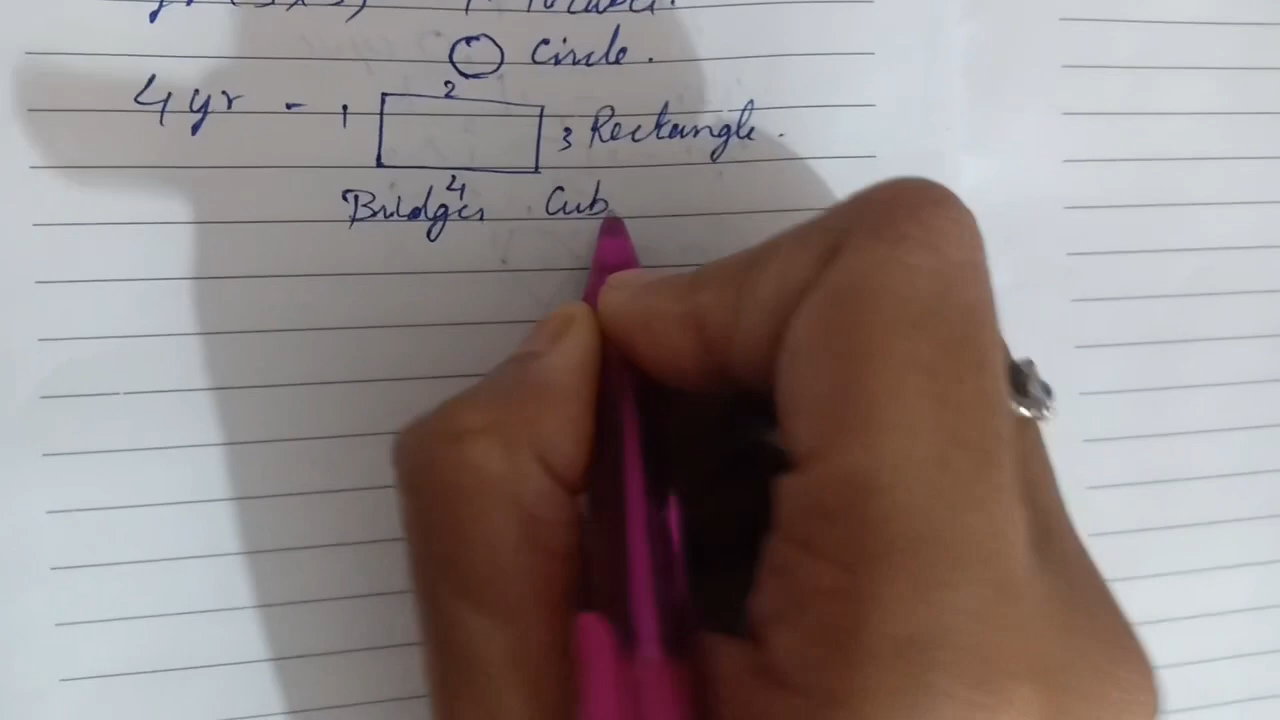 Circle.
2
4 yr - 1 3 Rectangle.
4
Bridges Cub